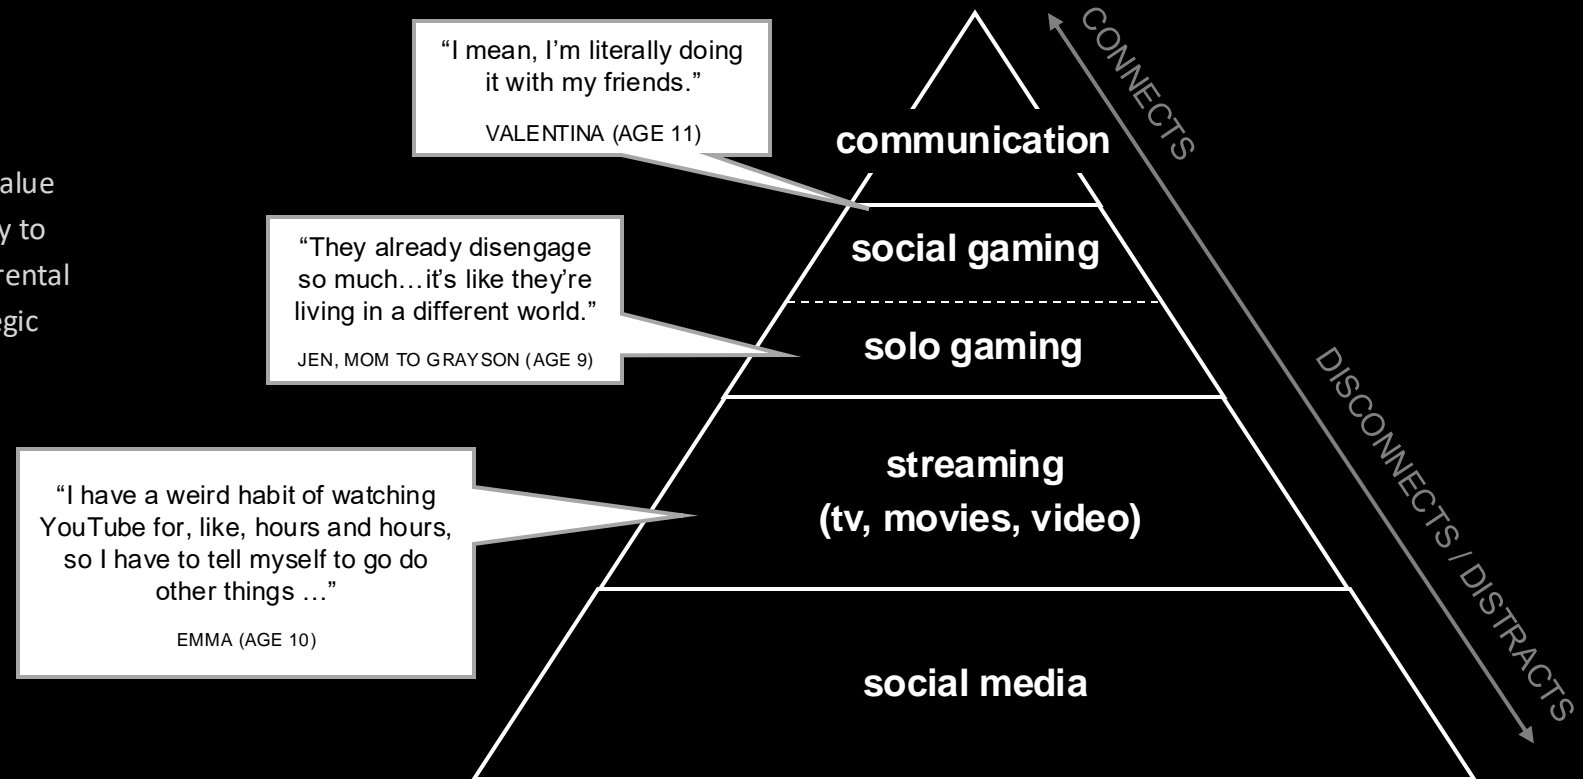 “I mean, I’m literally doing
it with my friends.”
VALENTINA (AGE 11)
“They already disengage
so much…it’s like they’re
living in a different world.”
JEN, MOM TO GRAYSON (AGE 9)
“I have a weird habit of watching
YouTube for, like, hours and hours,
so I have to tell myself to go do
other things …”
EMMA (AGE 10)
communication
social gaming
solo gaming
streaming
(tv, movies, video)
social media
CONNECTS
DISCONNECTS / DISTRACTS
to